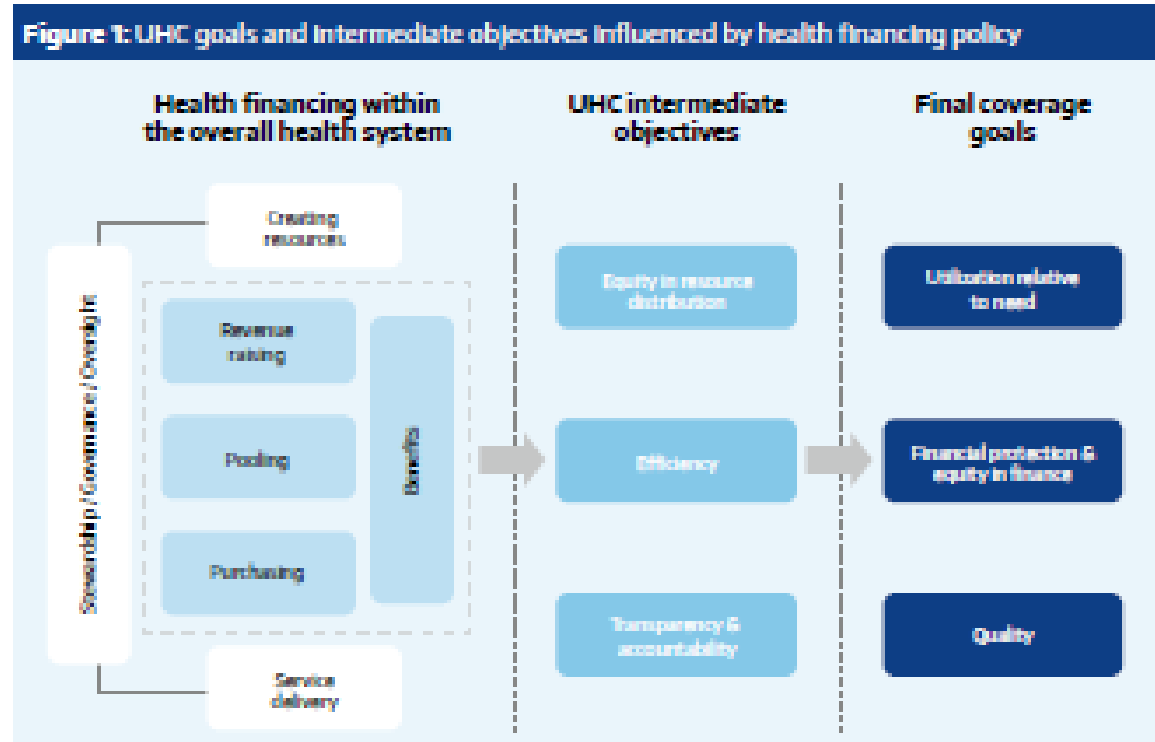 Figure 1: UHC goals and intermediate objectives influenced by health financing policy
Health financing within
the overall health system
UHC intermediate
objectives
Final coverage
goals
Creating
resources
Stewardship / Governance / Oversight
Revenue
raising
Pooling
Purchasing
Benefits
Service
delivery
Equity in resource
distribution
Efficiency
Transparency &
accountability
Utilization relative
to need
Financial protection &
equity in finance
Quality